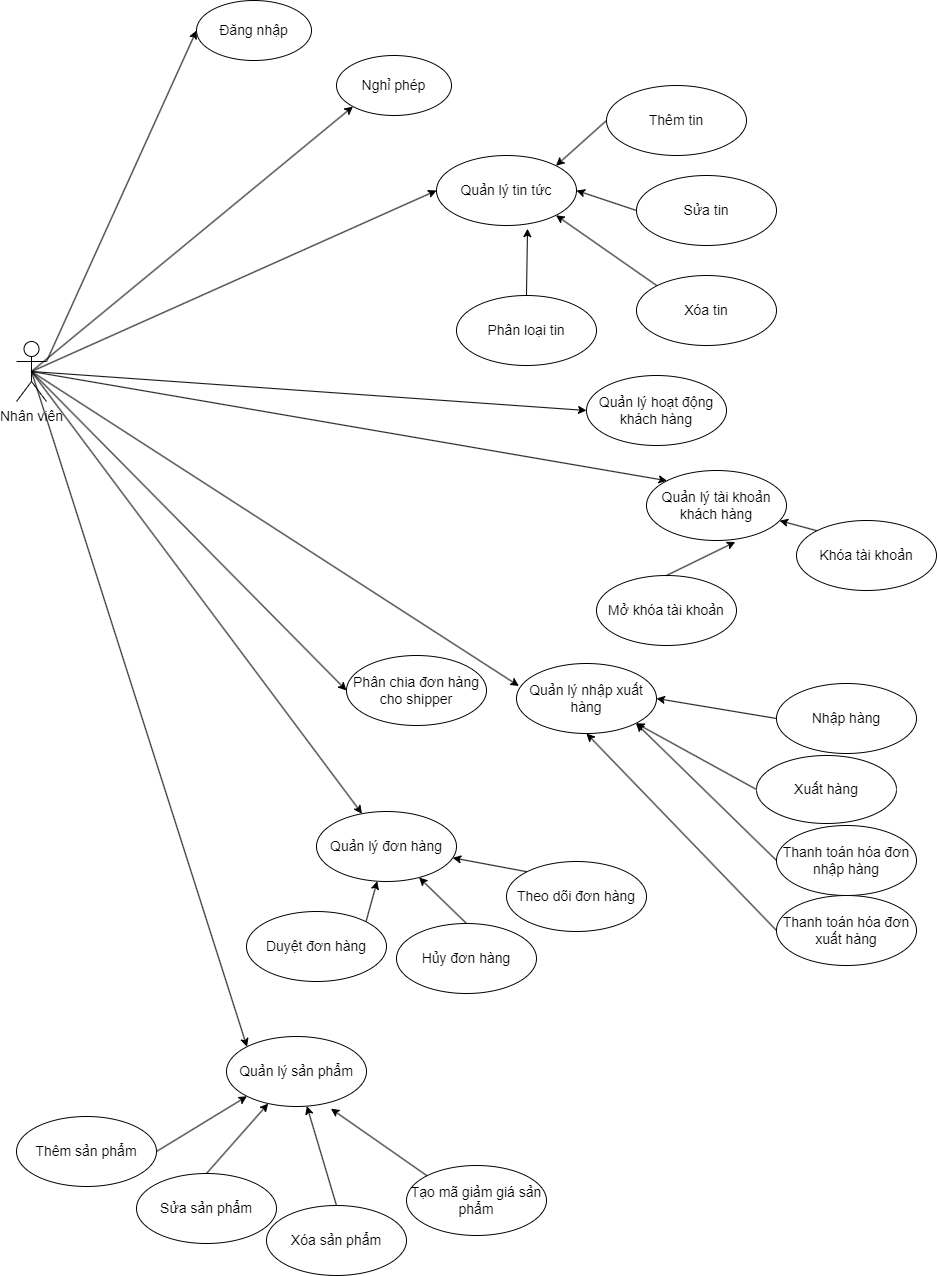 Đăng nhập
Nghỉ phép
Thêm tin
Quản lý tin tức
Sửa tin
Xóa tin
Phân loại tin
Nhân viên
Quản lý hoạt động
khách hàng
Quản lý tài khoản
khách hàng
Khóa tài khoản
Mở khóa tài khoản
Phân chia đơn hàng
cho shipper
Quản lý nhập xuất
hàng
Nhập hàng
Xuất hàng
Thanh toán hóa đơn
nhập hàng
Thanh toán hóa đơn
xuất hàng
Quản lý đơn hàng
Theo dõi đơn hàng
Duyệt đơn hàng
Hủy đơn hàng
Quản lý sản phẩm
Thêm sản phẩm
Sửa sản phẩm
Xóa sản phẩm
Tạo mã giảm giá sản
phẩm